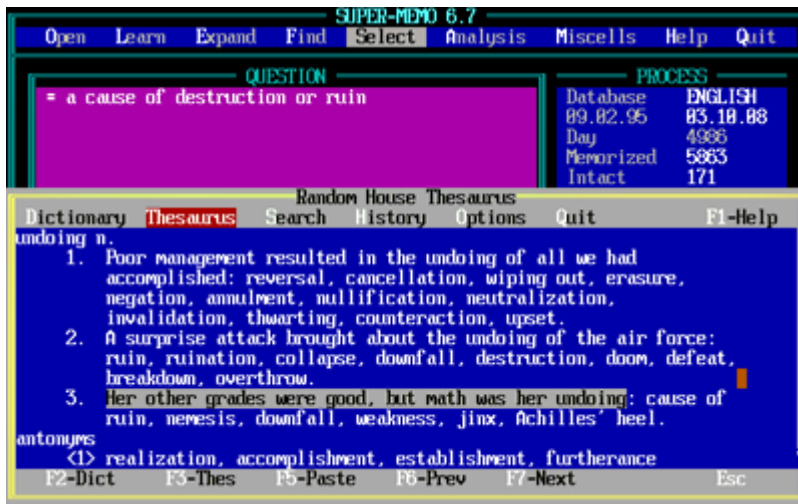 SUPER-MEMO 6.7
Open Learn Expand Find Select Analysis Miscells Help Quit
QUESTION
= a cause of destruction or ruin
PROCESS
Database ENGLISH
09.02.95 03.10.08
Day 4986
Memorized 5863
Intact 171
Random House Thesaurus
Dictionary Thesaurus Search History Options Quit F1-Help
undoing n.
1. Poor management resulted in the undoing of all we had
accomplished: reversal, cancellation, wiping out, erasure,
negation, annulment, nullification, neutralization,
invalidation, thwarting, counteraction, upset.
2. A surprise attack brought about the undoing of the air force:
ruin, ruination, collapse, downfall, destruction, doom, defeat,
breakdown, overthrow.
3. Her other grades were good, but math was her undoing: cause of
ruin, nemesis, downfall, weakness, jinx, Achilles' heel.
antonyms
<1> realization, accomplishment, establishment, furtherance
F2-Dict F3-Thes F5-Paste F6-Prev F7-Next Esc